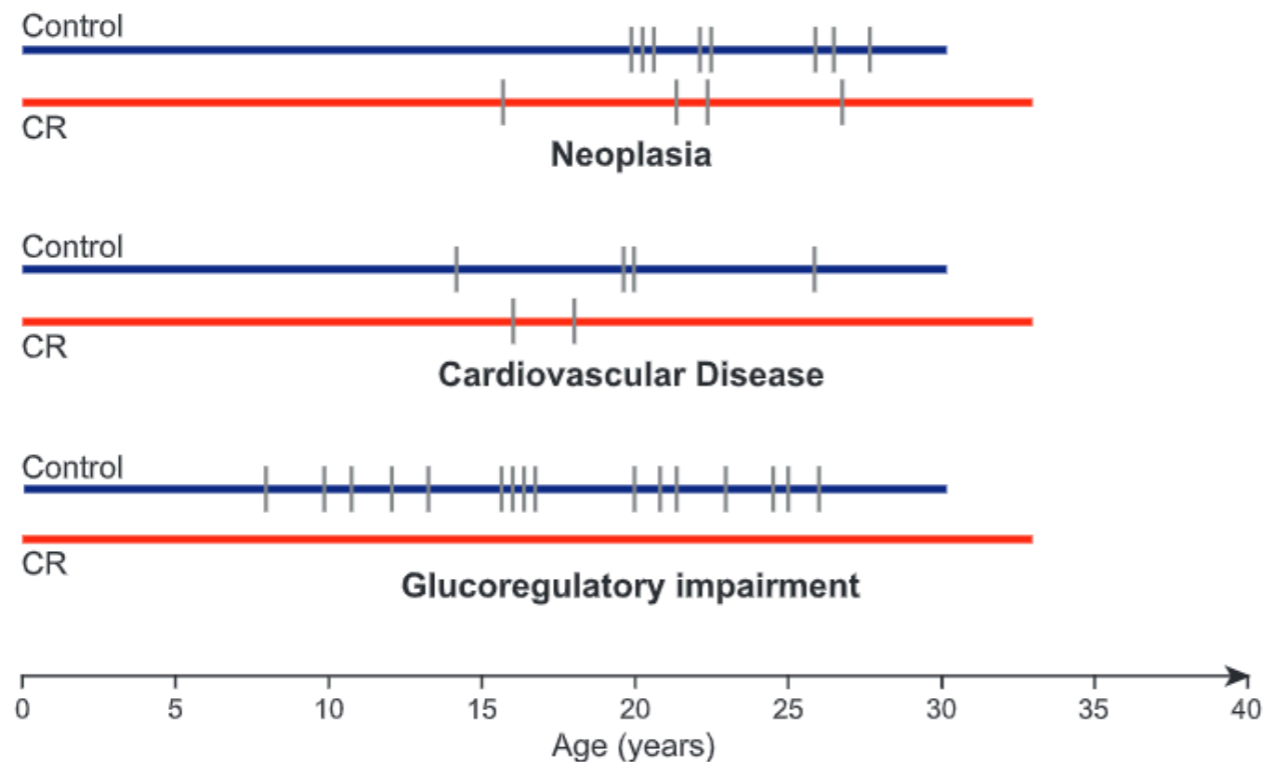 Control
CR
Neoplasia
Control
CR
Cardiovascular Disease
Control
CR
Glucoregulatory impairment
0 5 10 15 20 25 30 35 40
Age (years)